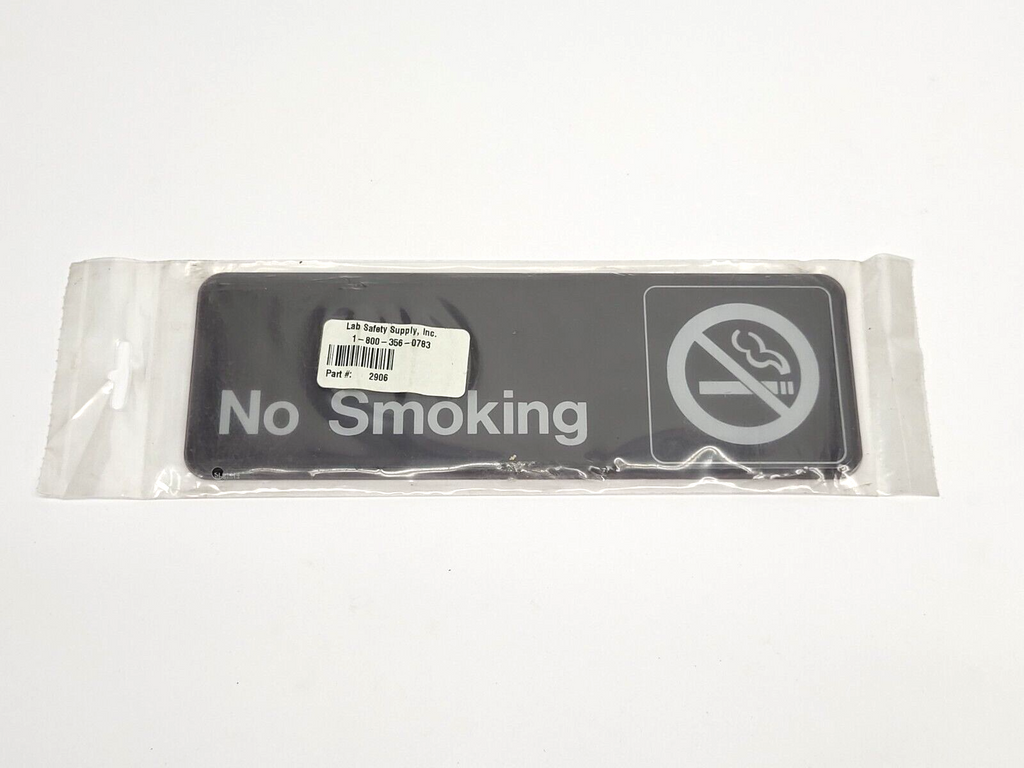 Lab Safety Supply, Inc.
1-800-356-0783
Part #: 2906
No Smoking